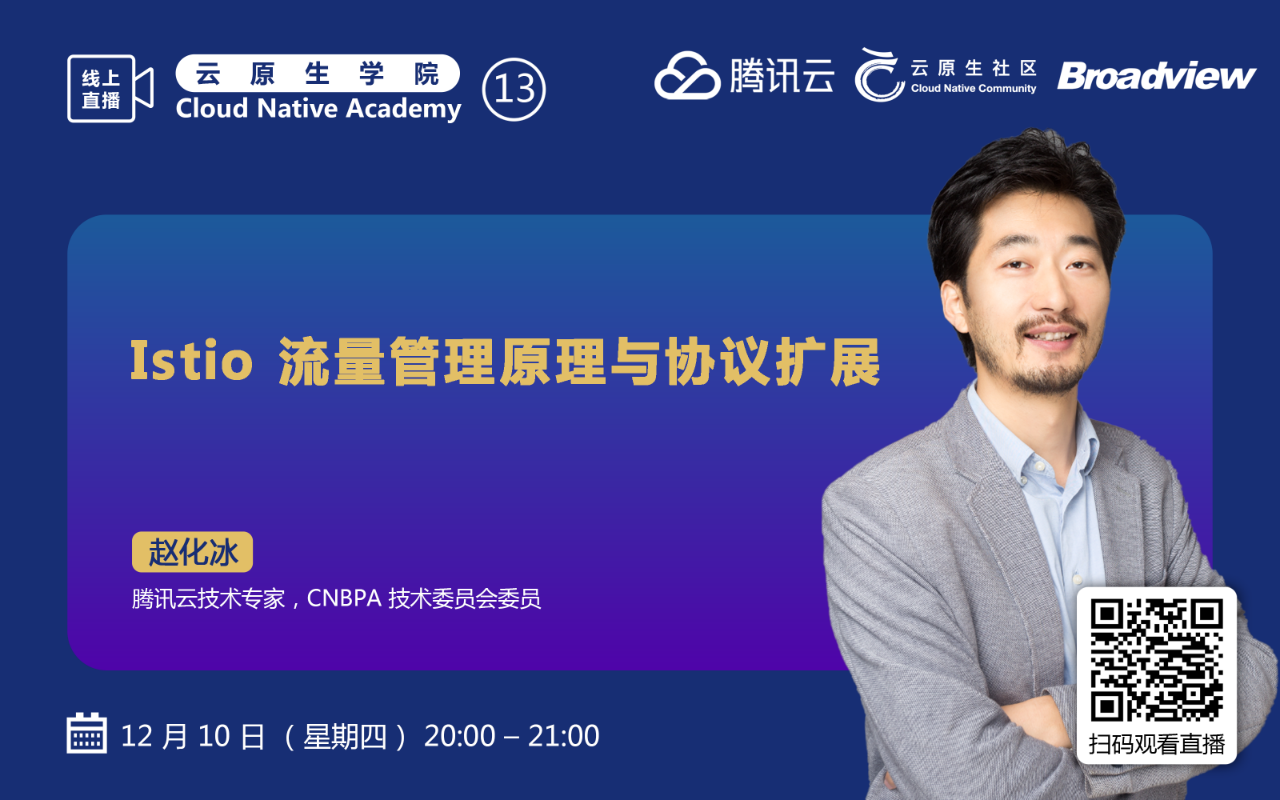 线上
直播
云原生学院
Cloud Native Academy
13
腾讯云
云原生社区
Cloud Native Community
Broadview
Istio 流量管理原理与协议扩展
赵化冰
腾讯云技术专家，CNBPA 技术委员会委员
12 月 10 日 （ 星期四 ） 20:00 – 21:00
扫码观看直播